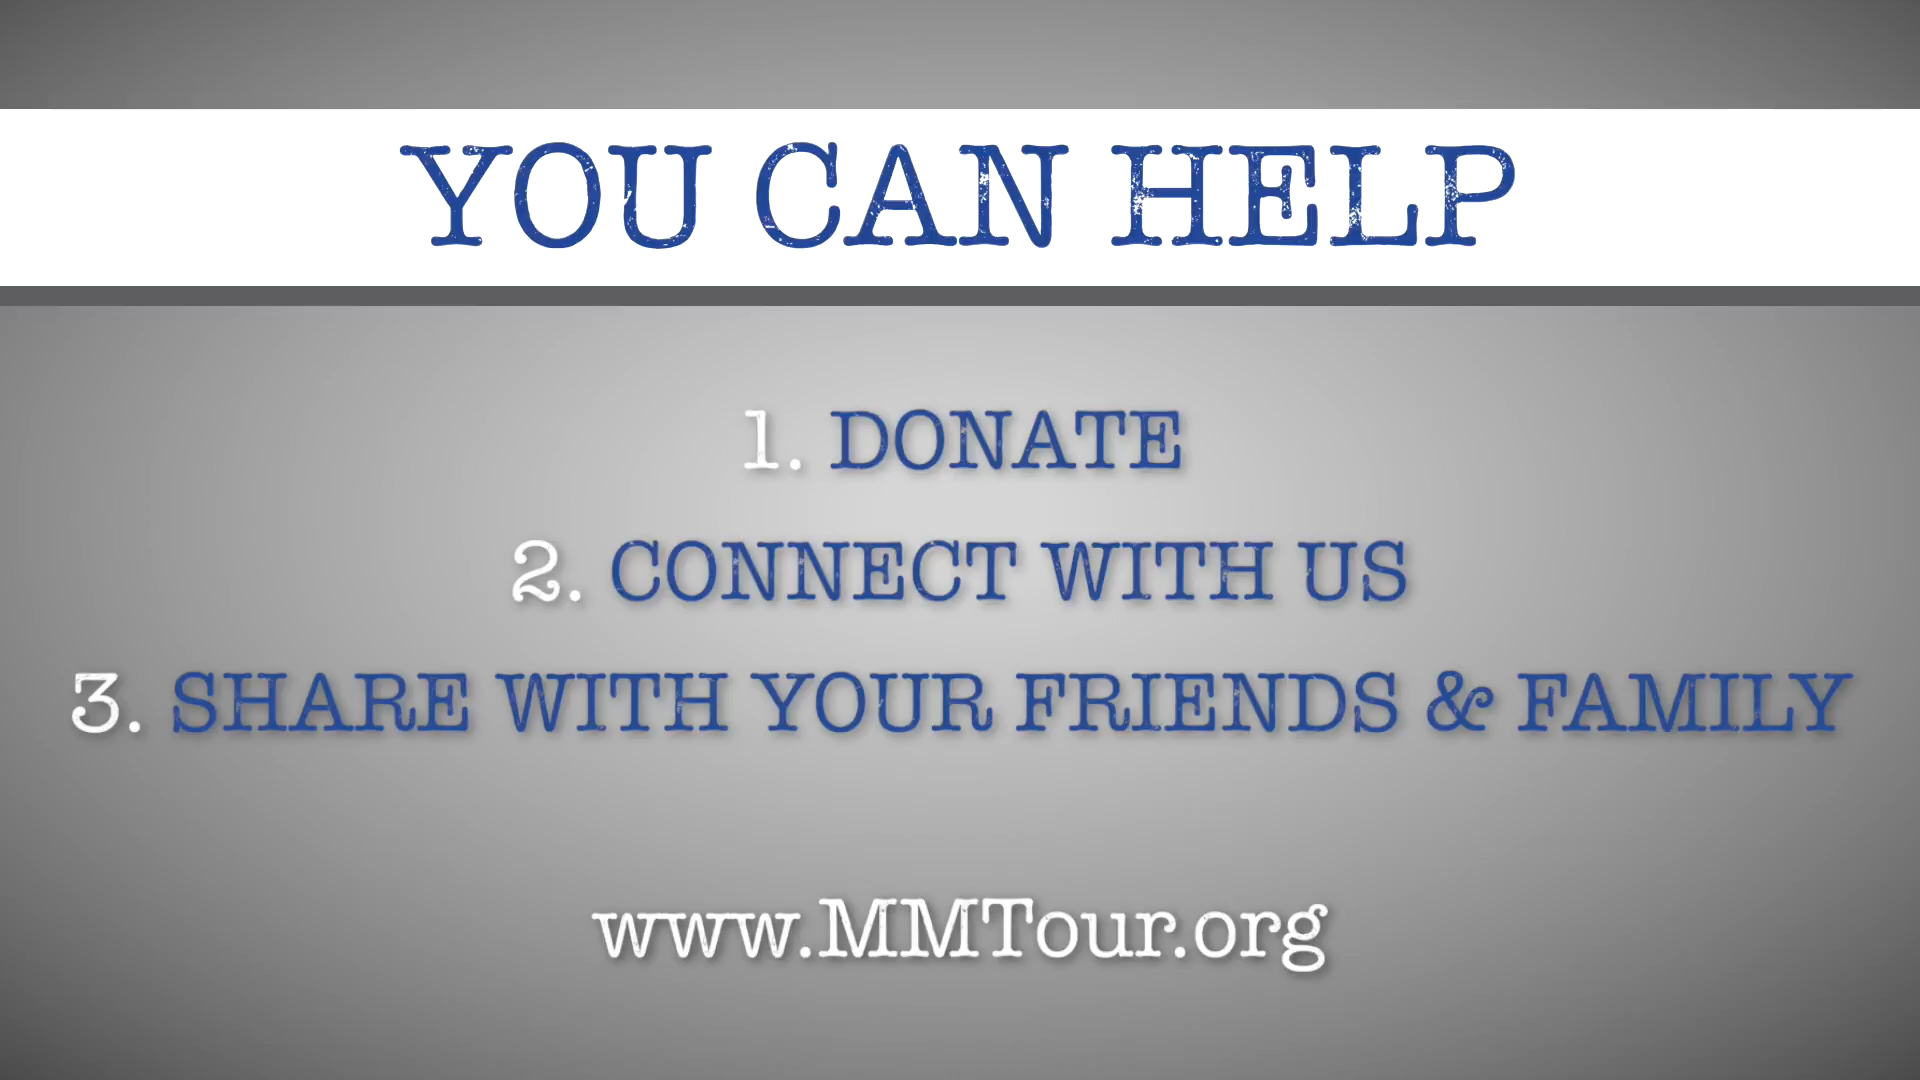 YOU CAN HELP
1. DONATE
2. CONNECT WITH US
3. SHARE WITH YOUR FRIENDS & FAMILY
www.MMTour.org